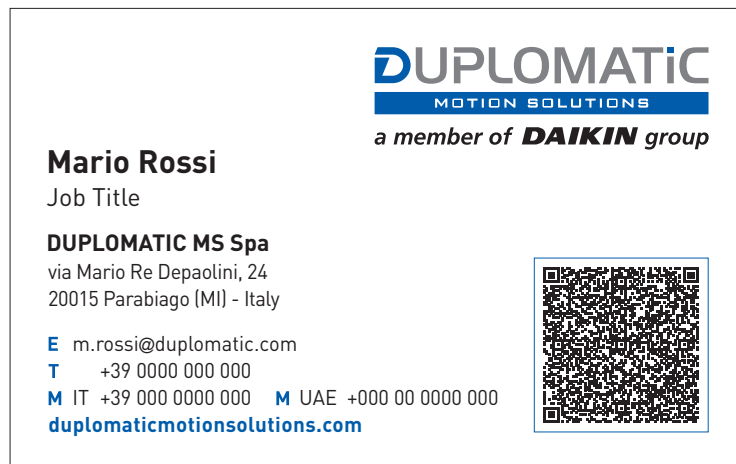 DUPLOMATiC
MOTION SOLUTIONS
a member of DAIKIN group
Mario Rossi
Job Title
DUPLOMATIC MS Spa
via Mario Re Depaolini, 24
20015 Parabiago (MI) - Italy
E m.rossi@duplomatic.com
T +39 0000 000 000
M IT +39 000 0000 000 M UAE +000 00 0000 000
duplomaticmotionsolutions.com